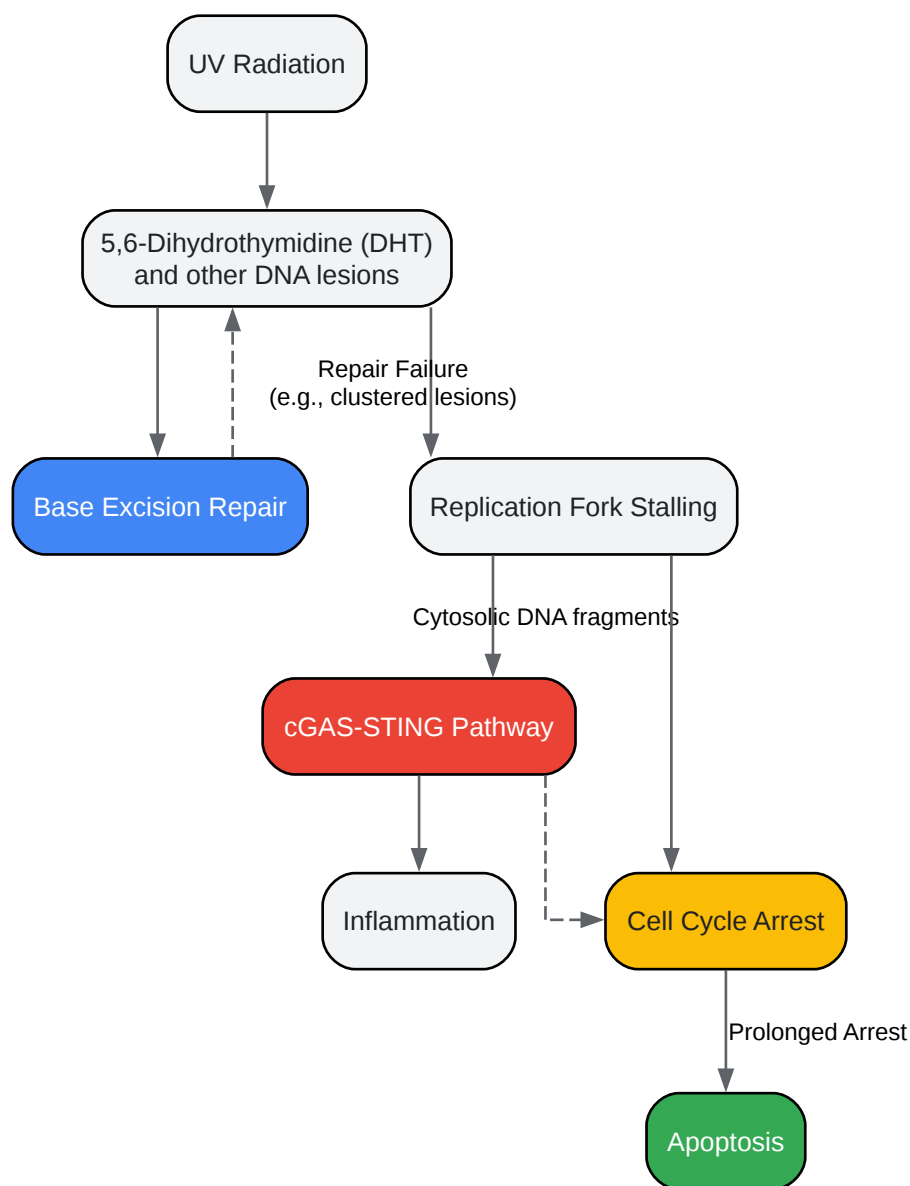 UV Radiation
5,6-Dihydrothymidine (DHT)
and other DNA lesions
Repair Failure
(e.g., clustered lesions)
Base Excision Repair
Replication Fork Stalling
Cytosolic DNA fragments
cGAS-STING Pathway
Inflammation
Cell Cycle Arrest
Prolonged Arrest
Apoptosis